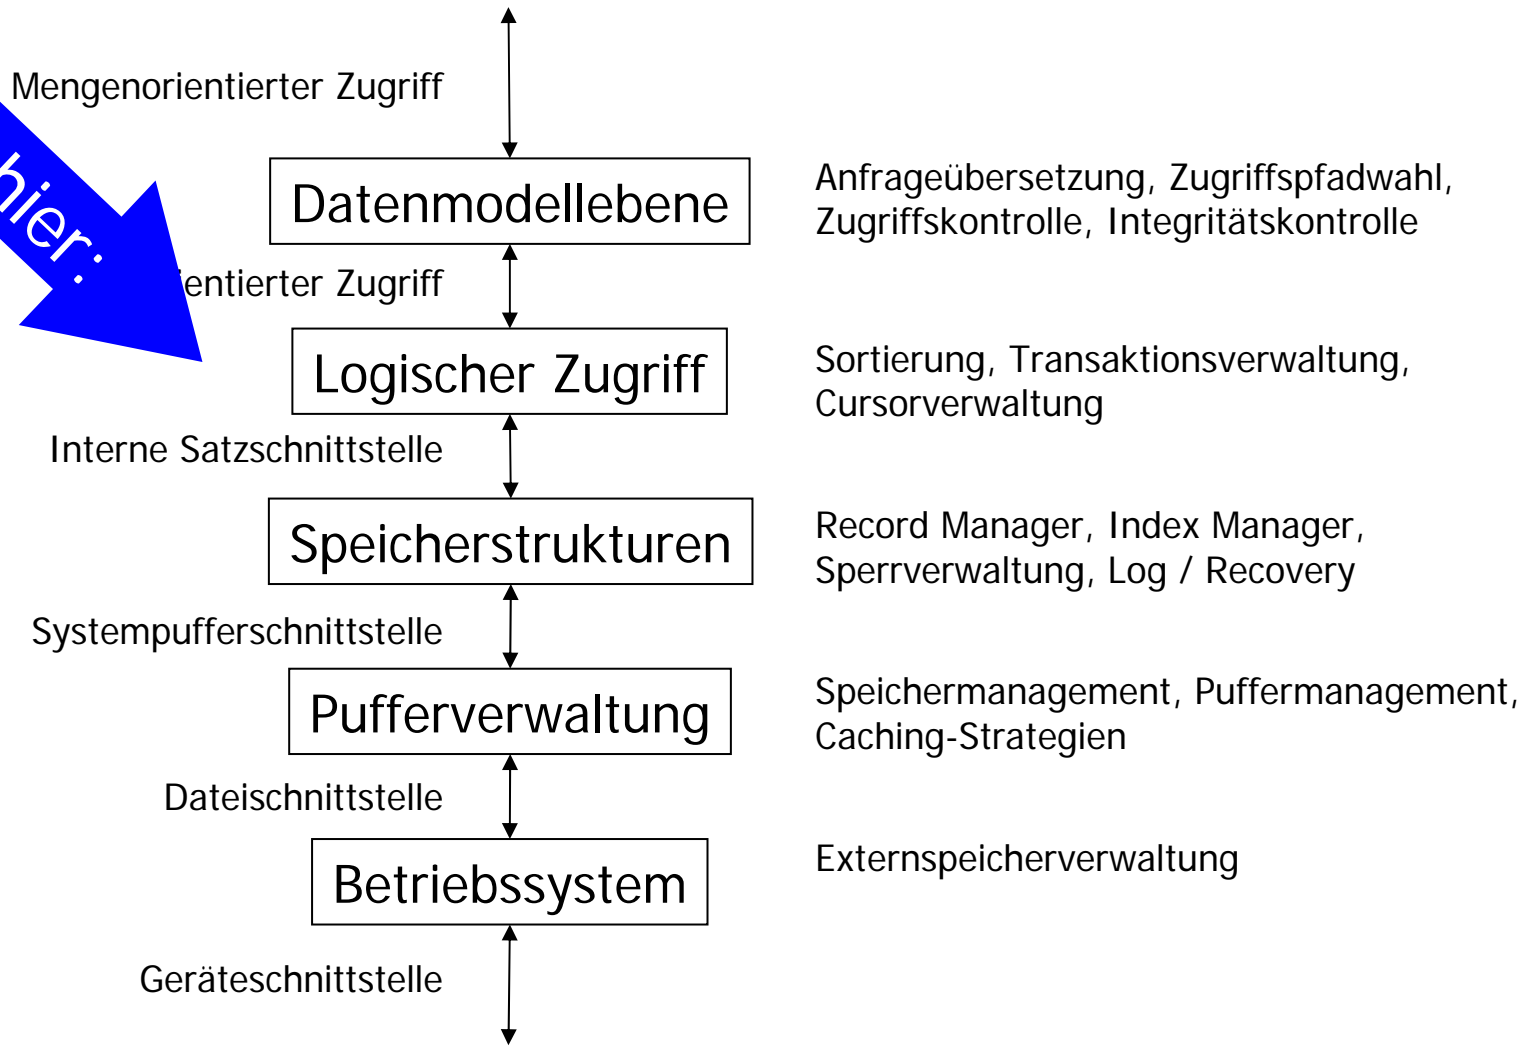 Mengenorientierter Zugriff
Datenmodellebene
Anfrageübersetzung, Zugriffspfadwahl,
Zugriffskontrolle, Integritätskontrolle
hier:
Zugriff
Logischer Zugriff
Sortierung, Transaktionsverwaltung,
Cursorverwaltung
Interne Satzschnittstelle
Speicherstrukturen
Record Manager, Index Manager,
Sperrverwaltung, Log / Recovery
Systempufferschnittstelle
Pufferverwaltung
Speichermanagement, Puffermanagement,
Caching-Strategien
Dateischnittstelle
Betriebssystem
Externspeicherverwaltung
Geräteschnittstelle